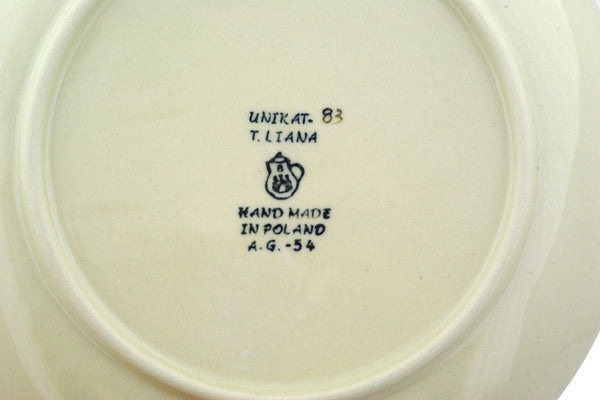 UNIKAT- 83
T. LIANA
HAND MADE
IN POLAND
A.G.-54